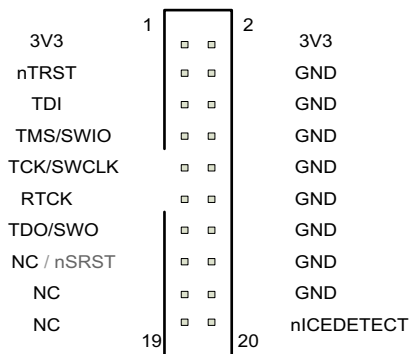 1 2
3V3 3V3
nTRST GND
TDI GND
TMS/SWIO GND
TCK/SWCLK GND
RTCK GND
TDO/SWO GND
NC / nSRST GND
NC GND
NC nICEDETECT
19 20